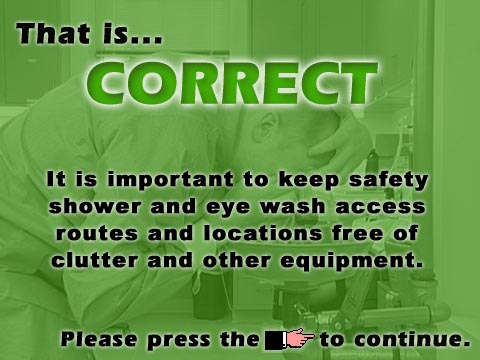 That is...
CORRECT
It is important to keep safety
shower and eye wash access
routes and locations free of
clutter and other equipment.
Please press the to continue.